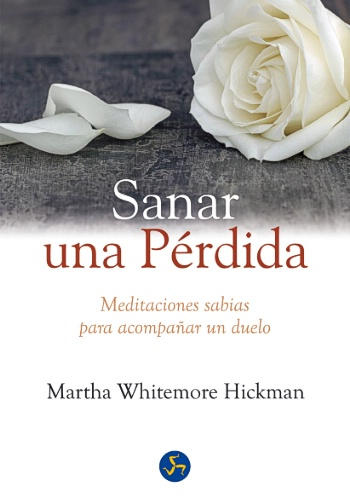 Sanar
una Pérdida
Meditaciones sabias
para acompañar un duelo
Martha Whitemore Hickman